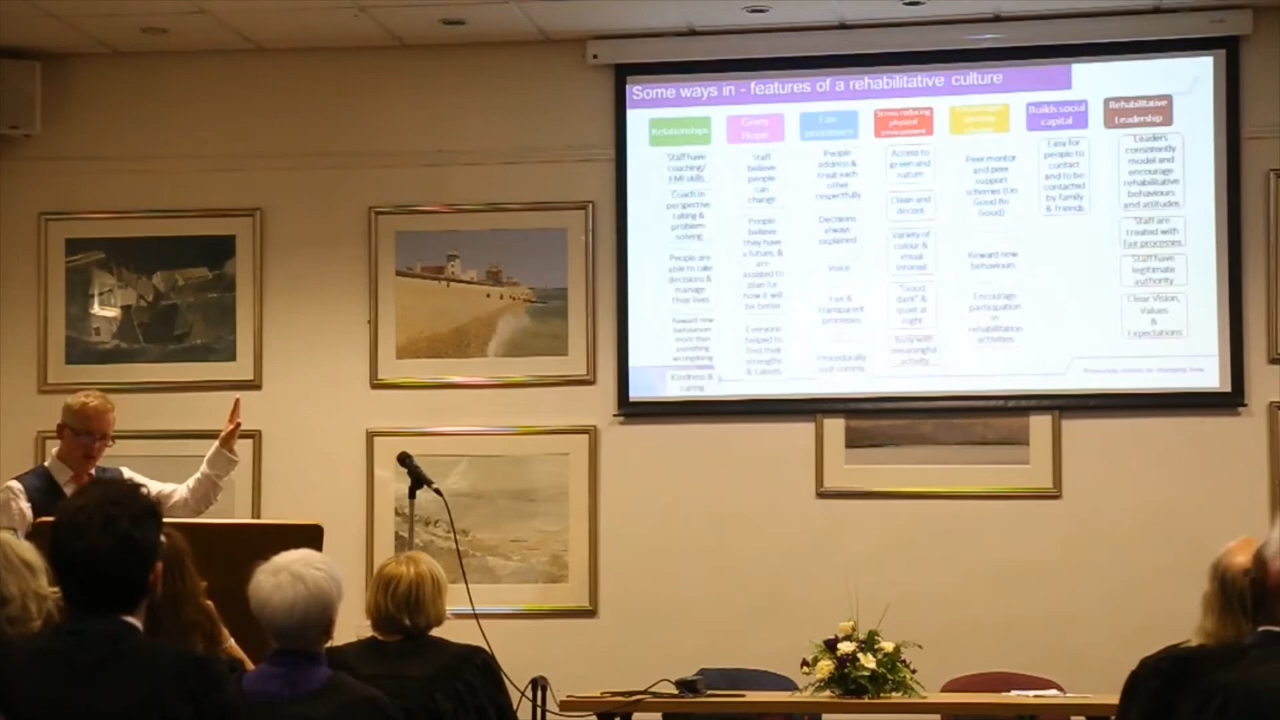 Some ways in - features of a rehabilitative culture
Relationships
Staff have
coaching/
FMI skills
Coach in
perspective
taking &
problem-
solving
People are
able to take
decisions &
manage
their lives
Reward new
behaviours
more than
punishing
wrongdoing
Kindness &
caring
Gives
Hope
Staff
believe
people
can
change
People
believe
they have
a future, &
are
assisted to
plan for
how it will
be better
Everyone
helped to
find their
strengths
& talents
Fair
processes
People
address &
treat each
other
respectfully
Decisions
always
explained
Voice
Fair &
transparent
processes
Procedurally
just comms
Stress reducing
physical
environment
Access to
green and
nature
Clean and
decent
Variety of
colour &
visual
interest
"Good
dark" &
quiet at
night
Busy with
meaningful
activity
Peer mentor
and peer
support
schemes (Do
Good Be
Good)
Reward new
behaviours
Encourage
participation
in
rehabilitation
activities
Builds social
capital
Easy for
people to
contact
and to be
contacted
by family
& friends
Rehabilitative
Leadership
Leaders
consistently
model and
encourage
rehabilitative
behaviours
and attitudes
Staff are
treated with
fair processes
Staff have
legitimate
authority
Clear Vision,
Values
&
Expectations